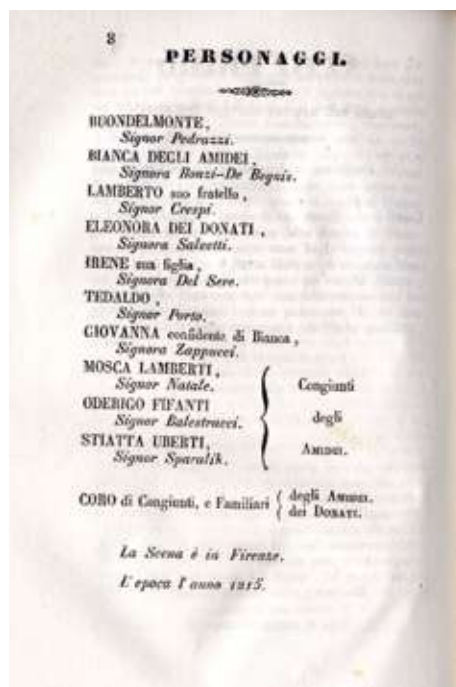 8
PERSONAGGI.
BUONDELMONTE,
Signor Pedrazzi.
BIANCA DEGLI AMIDEI,
Signora Ronzi-De Begnis.
LAMBERTO suo fratello,
Signor Crespi.
ELEONORA DEI DONATI,
Signora Salvetti.
IRENE sua figlia,
Signora Del Sere.
TEDALDO,
Signor Porto.
GIOVANNA confidente di Bianca,
Signora Zappucci.
MOSCA LAMBERTI,
Signor Natale.
ODERIGO FIFANTI
Signor Balestracci.
STIATTA UBERTI,
Signor Sparalik.
Congiunti
degli
AMIDEI.
CORO di Congiunti, e Familiari
degli AMIDEI.
dei DONATI.
La Scena è in Firenze.
L'epoca l'anno 1215.